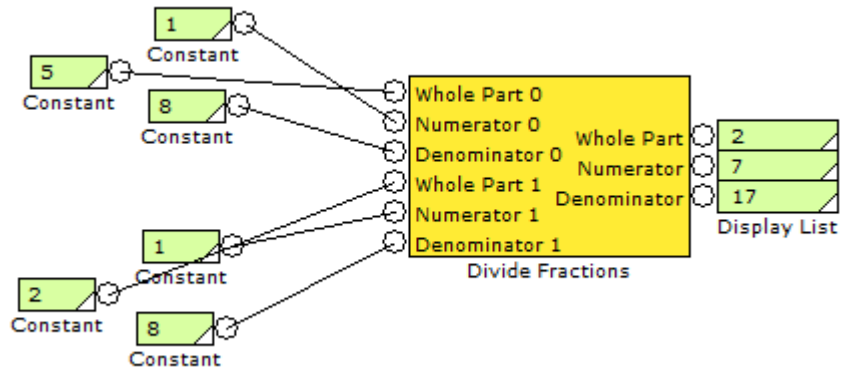 1
Constant
5
Constant
8
Constant
Whole Part 0
Numerator 0
Denominator 0
Whole Part 1
Numerator 1
Denominator 1
Whole Part
Numerator
Denominator
2
7
17
Display List
Divide Fractions
1
Constant
2
Constant
8
Constant